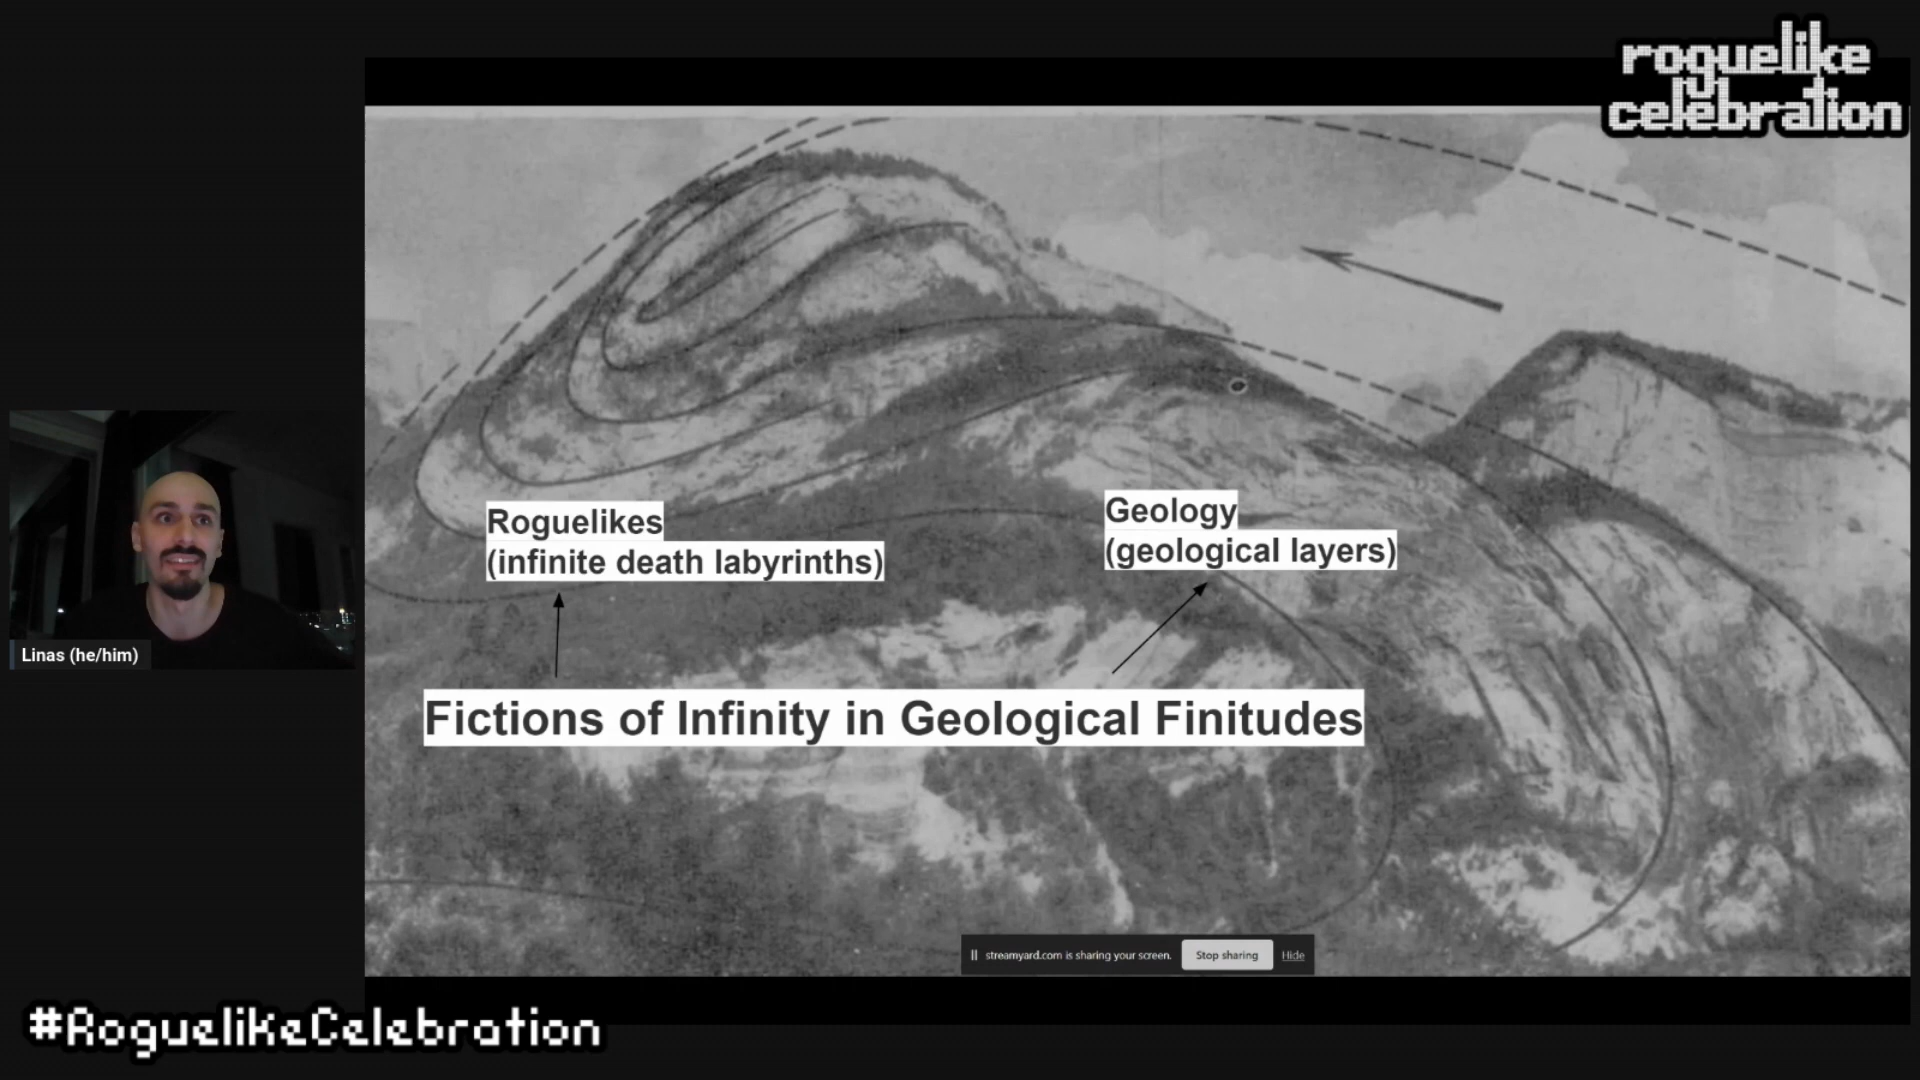 roguelike
celebration
Roguelikes
(infinite death labyrinths)
Geology
(geological layers)
Fictions of Infinity in Geological Finitudes
Linas (he/him)
streamyard.com is sharing your screen.
Stop sharing
Hide
#RoguelikeCelebration